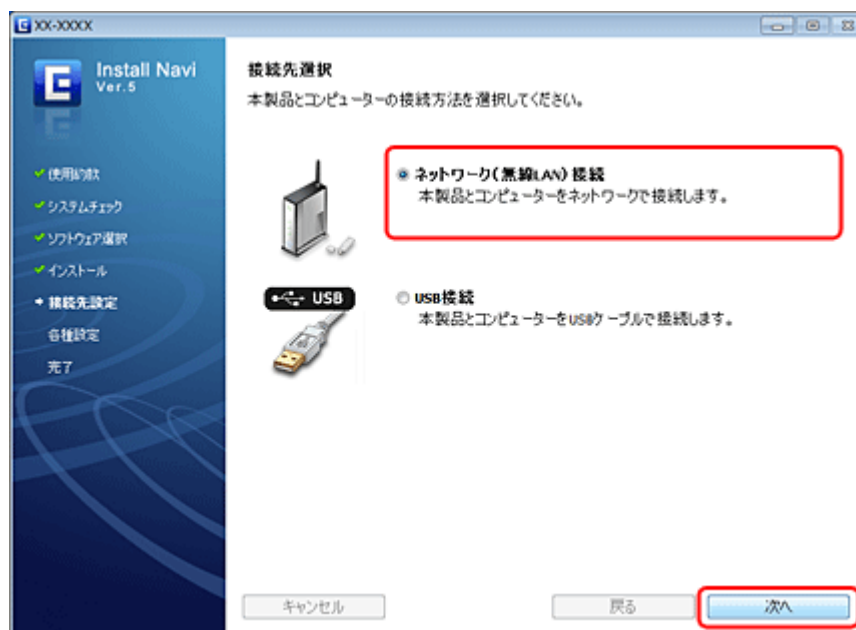 XX-XXXX
Install Navi
Ver.5
使用約款
システムチェック
ソフトウェア選択
インストール
接続先設定
各種設定
完了
接続先選択
本製品とコンピューターの接続方法を選択してください。
ネットワーク(無線LAN)接続
本製品とコンピューターをネットワークで接続します。
USB
USB接続
本製品とコンピューターをUSBケーブルで接続します。
キャンセル
戻る
次へ